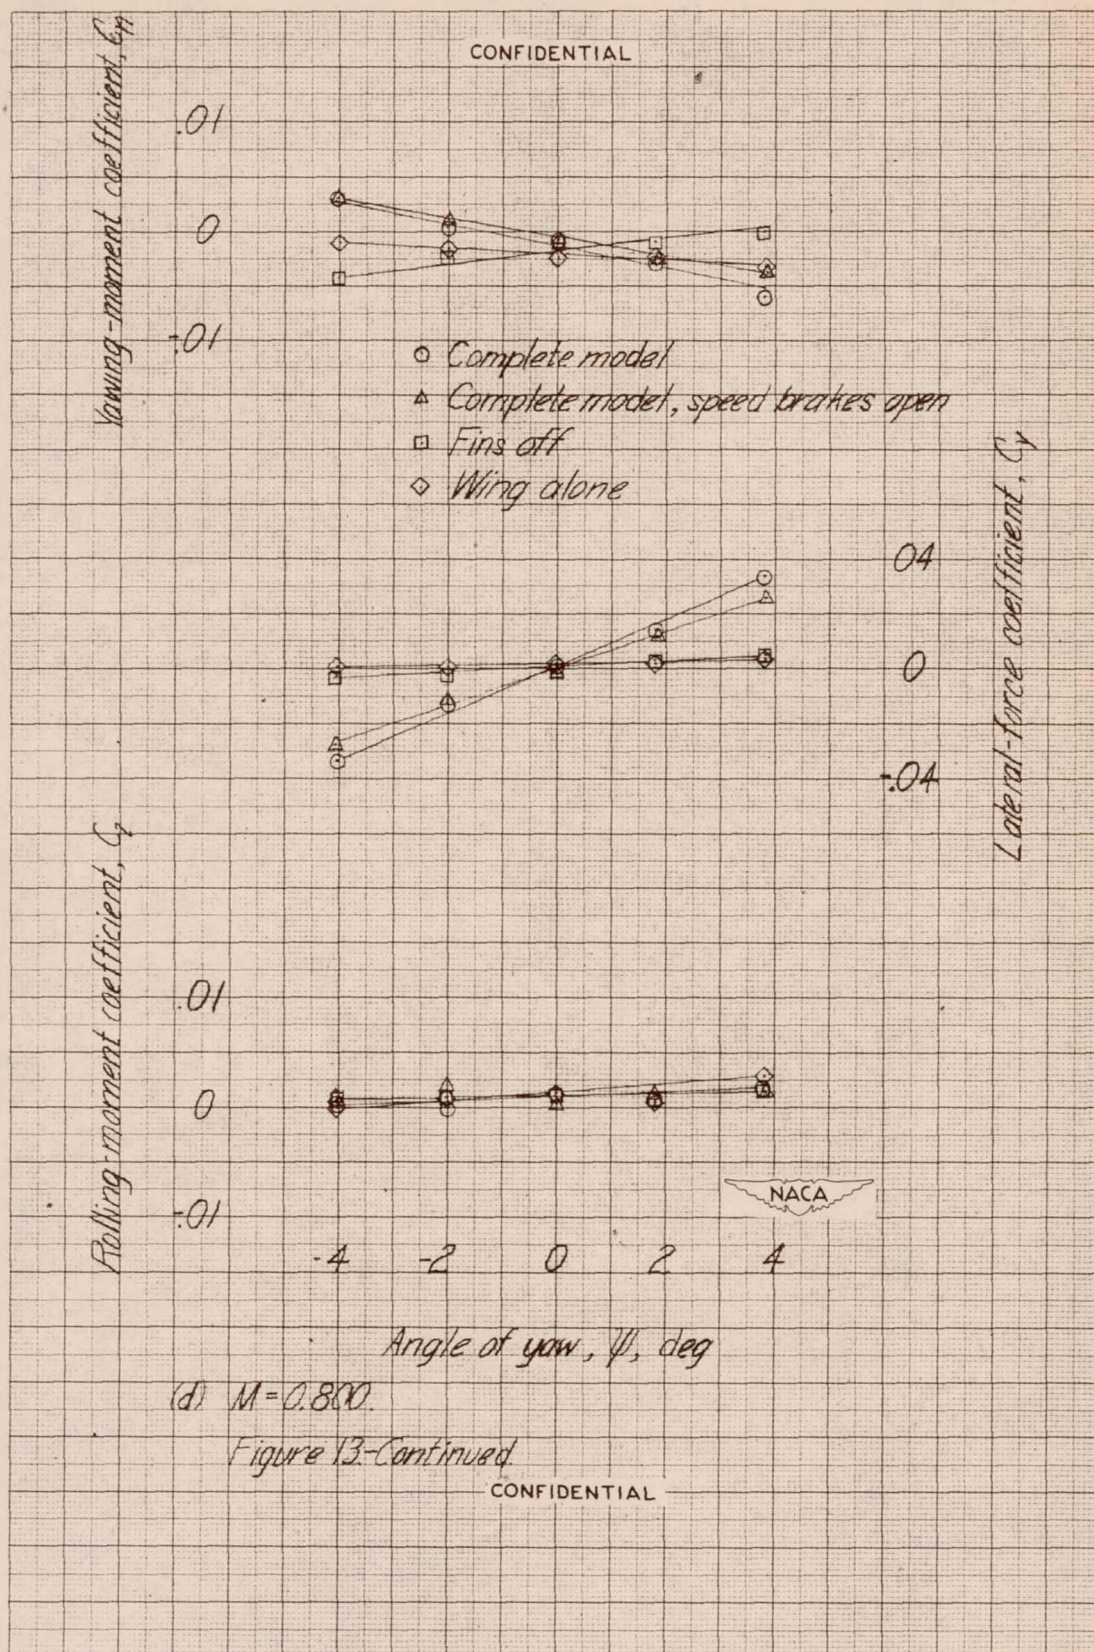 CONFIDENTIAL
Yawing-moment coefficient, Cn
.01
0
-.01
Complete model
Complete model, speed brakes open
Fins off
Wing alone
Lateral-force coefficient, Cy
04
0
-.04
Rolling-moment coefficient, Cl
.01
0
-.01
NACA
-4 -2 0 2 4
Angle of yaw, ψ, deg
(d) M=0.800.
Figure 13.-Continued.
CONFIDENTIAL